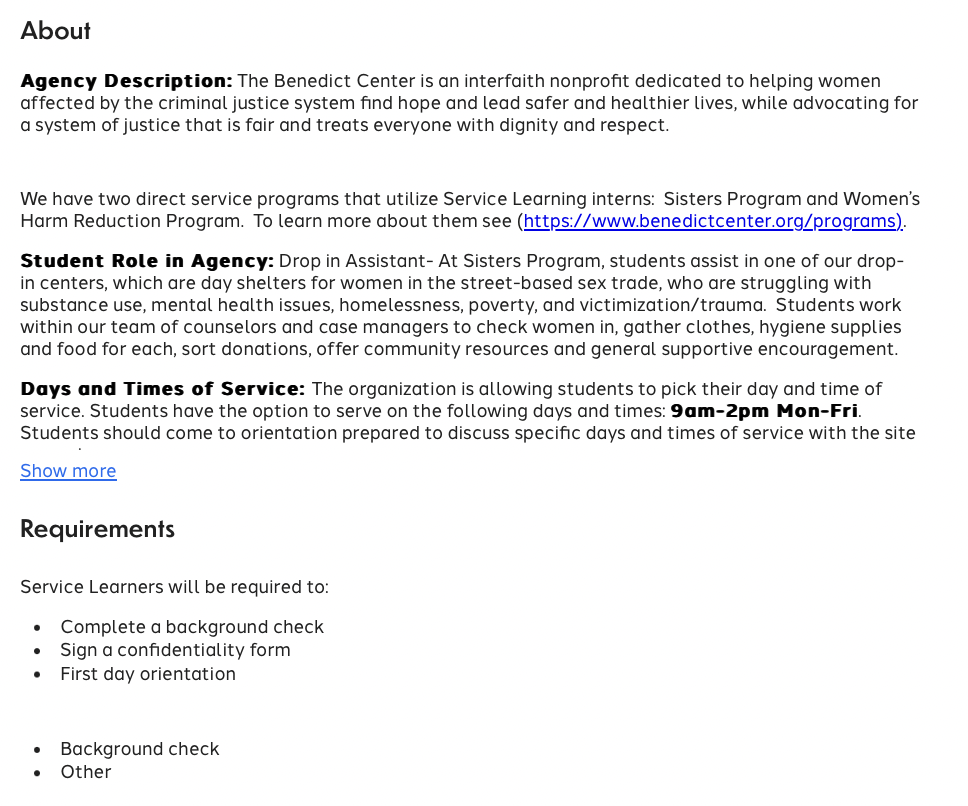 About
Agency Description: The Benedict Center is an interfaith nonprofit dedicated to helping women
affected by the criminal justice system find hope and lead safer and healthier lives, while advocating for
a system of justice that is fair and treats everyone with dignity and respect.
We have two direct service programs that utilize Service Learning interns:  Sisters Program and Women's
Harm Reduction Program.  To learn more about them see (https://www.benedictcenter.org/programs).
Student Role in Agency: Drop in Assistant- At Sisters Program, students assist in one of our drop-
in centers, which are day shelters for women in the street-based sex trade, who are struggling with
substance use, mental health issues, homelessness, poverty, and victimization/trauma.  Students work
within our team of counselors and case managers to check women in, gather clothes, hygiene supplies
and food for each, sort donations, offer community resources and general supportive encouragement.
Days and Times of Service: The organization is allowing students to pick their day and time of
service. Students have the option to serve on the following days and times: 9am-2pm Mon-Fri.
Students should come to orientation prepared to discuss specific days and times of service with the site
Show more
Requirements
Service Learners will be required to:
• Complete a background check
• Sign a confidentiality form
• First day orientation
• Background check
• Other